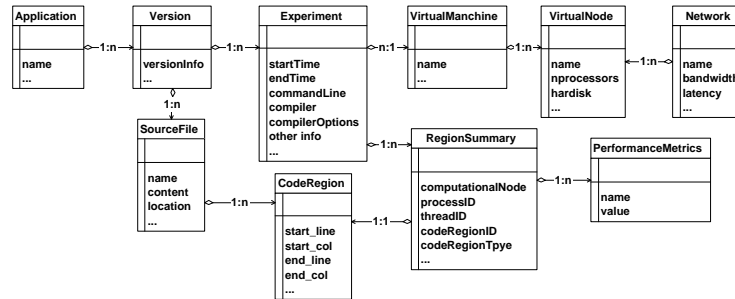 Application
name
...
1:n
Version
versionInfo
...
1:n
Experiment
startTime
endTime
commandLine
compiler
compilerOptions
other info
...
n:1
VirtualManchine
name
...
1:n
VirtualNode
name
nprocessors
hardisk
...
1:n
Network
name
bandwidth
latency
...
1:n
SourceFile
name
content
location
...
1:n
CodeRegion
start_line
start_col
end_line
end_col
...
1:1
1:n
RegionSummary
computationalNode
processID
threadID
codeRegionID
codeRegionTpye
...
1:n
PerformanceMetrics
name
value